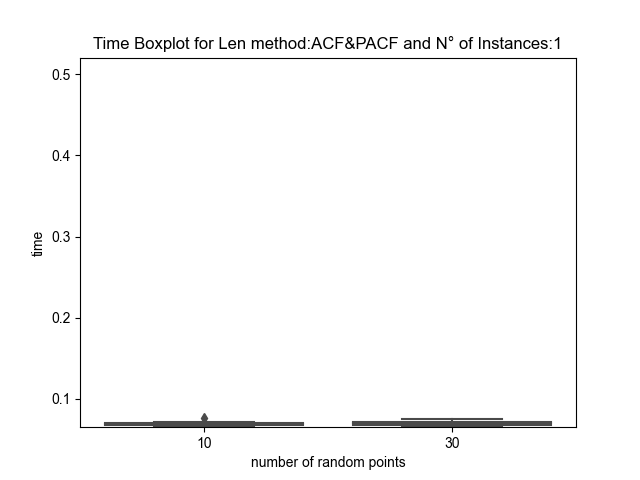 Time Boxplot for Len method:ACF&PACF and N° of Instances:1
0.5
0.4
0.3
0.2
0.1
time
10 30
number of random points